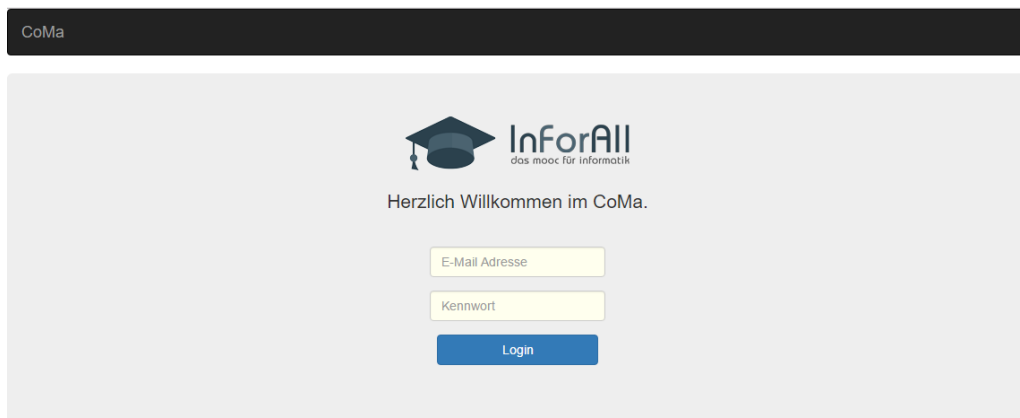 CoMa
InForAll
das mooc für informatik
Herzlich Willkommen im CoMa.
E-Mail Adresse
Kennwort
Login